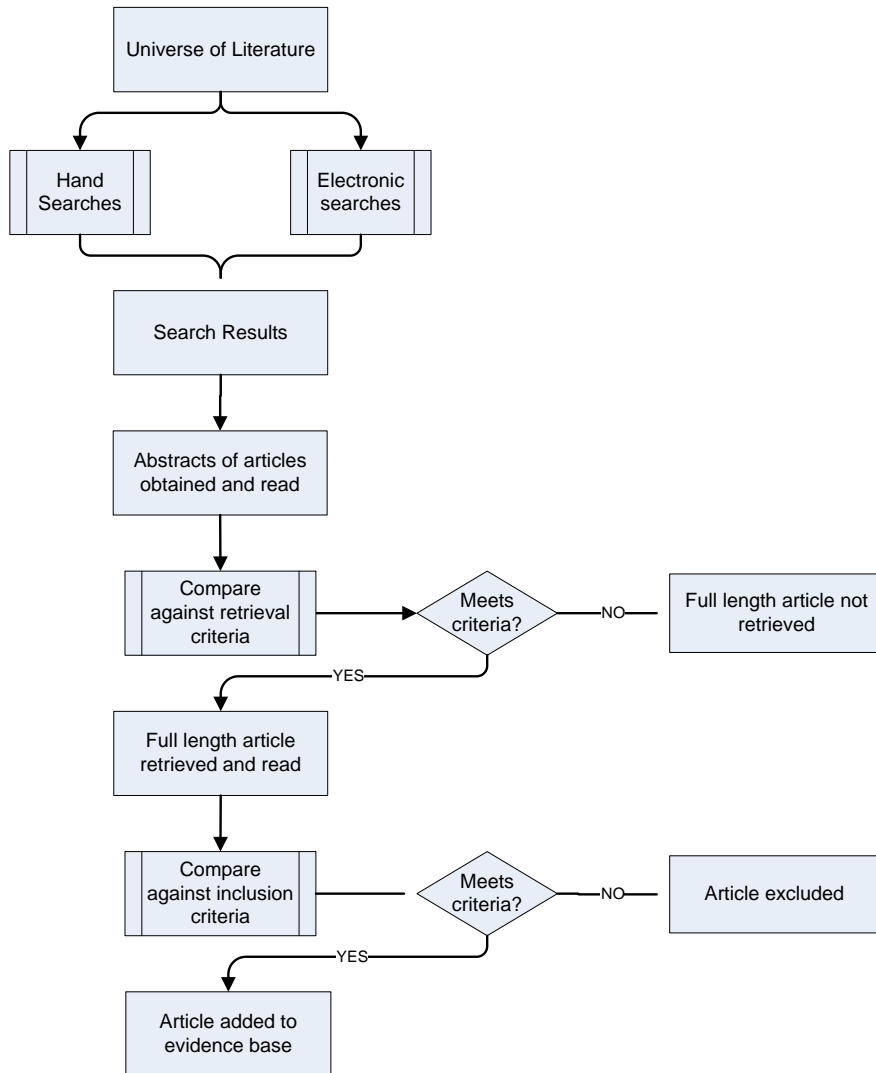 Universe of Literature
Hand
Searches
Electronic
searches
Search Results
Abstracts of articles
obtained and read
Compare
against retrieval
criteria
Meets
criteria?
NO
Full length article not
retrieved
YES
Full length article
retrieved and read
Compare
against inclusion
criteria
Meets
criteria?
NO
Article excluded
YES
Article added to
evidence base